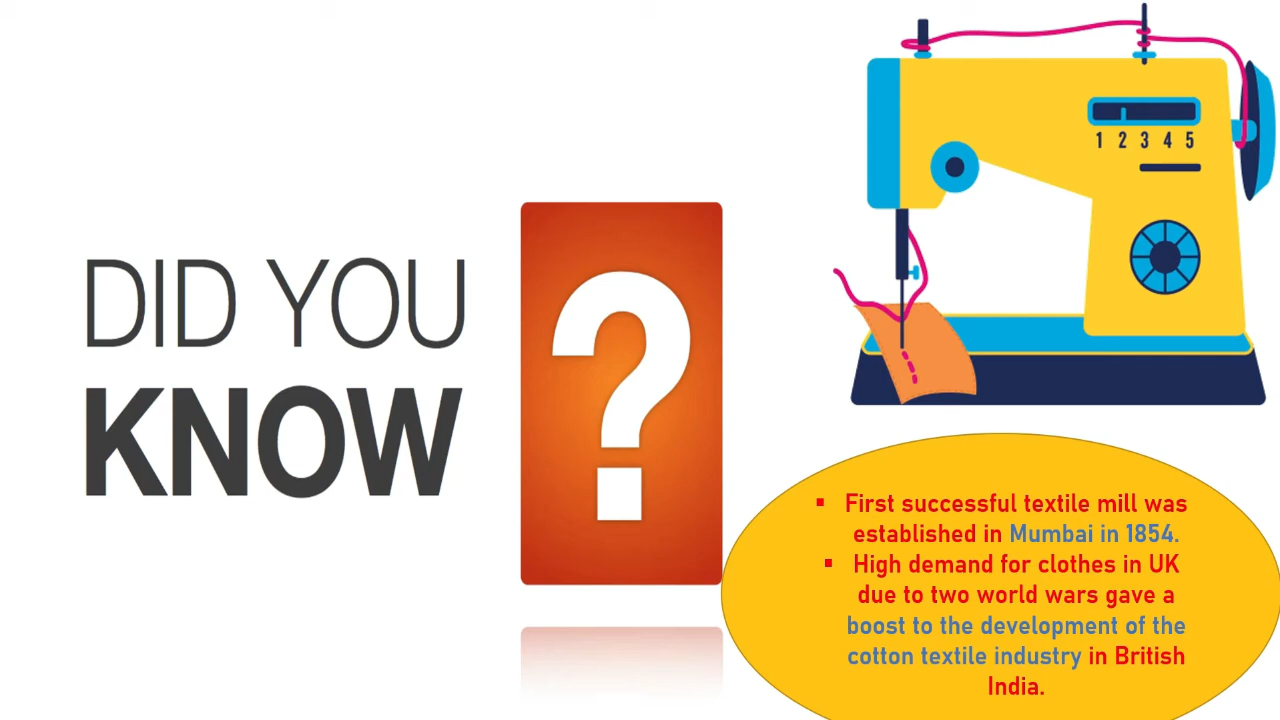 DID YOU
KNOW
?
1 2 3 4 5
▪ First successful textile mill was
established in Mumbai in 1854.
▪ High demand for clothes in UK
due to two world wars gave a
boost to the development of the
cotton textile industry in British
India.